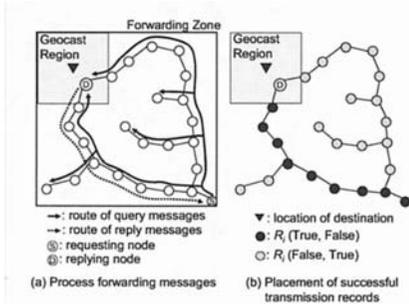 Forwarding Zone
Geocast
Region
D
S
: route of query messages
: route of reply messages
Ⓢ: requesting node
Ⓓ: replying node
(a) Process forwarding messages
Geocast
Region
D
: location of destination
: Ri (True, False)
: Ri (False, True)
(b) Placement of successful
transmission records